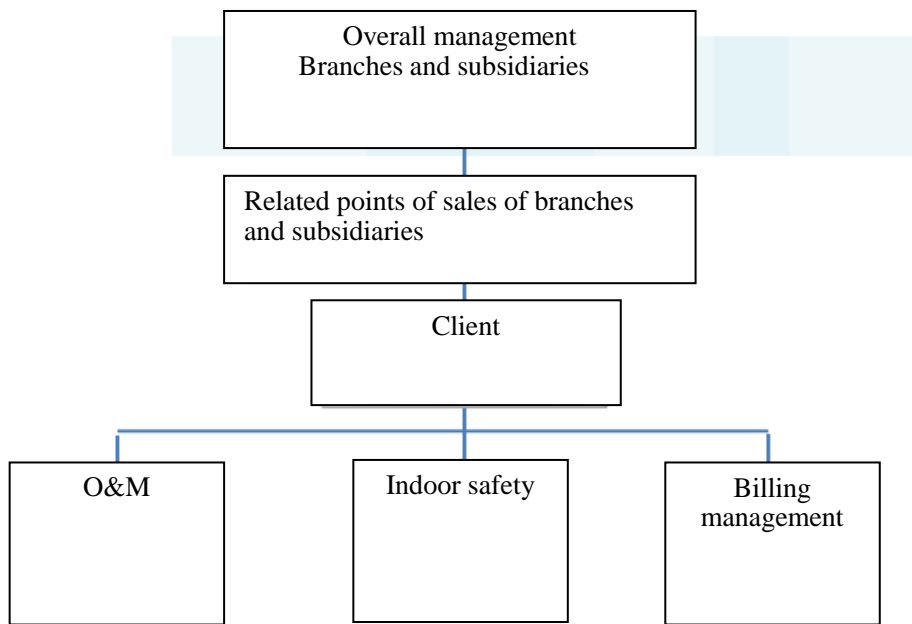 Overall management
Branches and subsidiaries
Related points of sales of branches
and subsidiaries
Client
O&M
Indoor safety
Billing
management